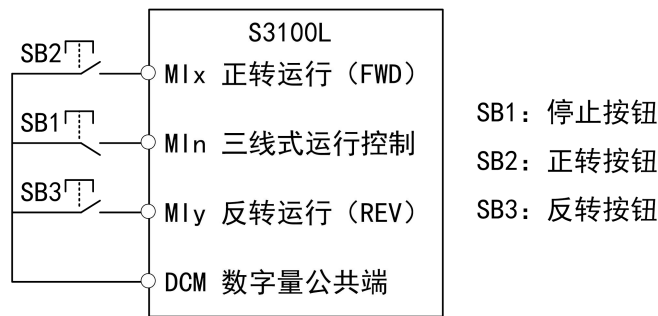 S3100L
SB2
MIx 正转运行（FWD）
SB1
MIn 三线式运行控制
SB3
MIy 反转运行（REV）
DCM 数字量公共端
SB1：停止按钮
SB2：正转按钮
SB3：反转按钮